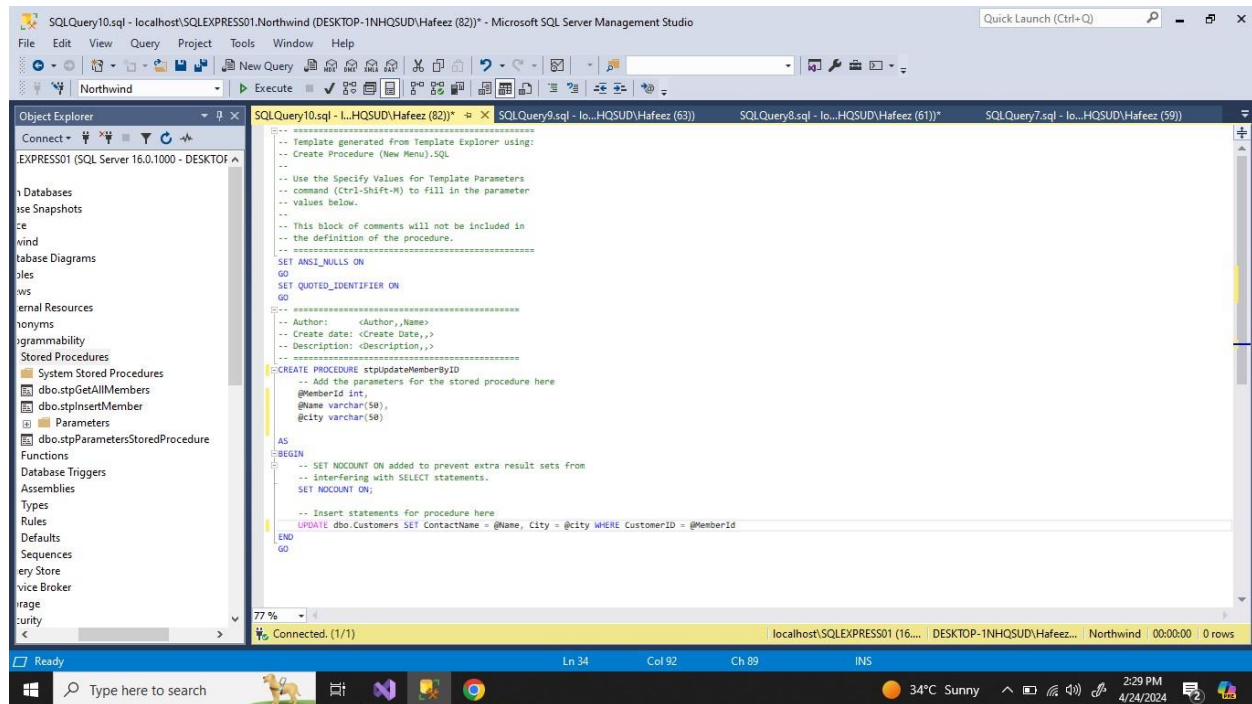 SQLQuery10.sql - localhost\SQLEXPRESS01.Northwind (DESKTOP-1NHQSUD\Hafeez (82))* - Microsoft SQL Server Management Studio
Quick Launch (Ctrl+Q)
File Edit View Query Project Tools Window Help
New Query
Northwind
Execute
Object Explorer
SQLQuery10.sql - l...HQSUD\Hafeez (82))*
SQLQuery9.sql - lo...HQSUD\Hafeez (63))
SQLQuery8.sql - lo...HQSUD\Hafeez (61))*
SQLQuery7.sql - lo...HQSUD\Hafeez (59))
Connect
.EXPRESS01 (SQL Server 16.0.1000 - DESKTOP
n Databases
ase Snapshots
ce
wind
tabase Diagrams
bles
ews
ternal Resources
nonyms
ogrammability
Stored Procedures
System Stored Procedures
dbo.stpGetAllMembers
dbo.stpInsertMember
Parameters
dbo.stpParametersStoredProcedure
Functions
Database Triggers
Assemblies
Types
Rules
Defaults
Sequences
ery Store
rvice Broker
orage
curity
-- ================================================
-- Template generated from Template Explorer using:
-- Create Procedure (New Menu).SQL
--
-- Use the Specify Values for Template Parameters
-- command (Ctrl-Shift-M) to fill in the parameter
-- values below.
--
-- This block of comments will not be included in
-- the definition of the procedure.
-- ================================================
SET ANSI_NULLS ON
GO
SET QUOTED_IDENTIFIER ON
GO
-- =============================================
-- Author: <Author,,Name>
-- Create date: <Create Date,,>
-- Description: <Description,,>
-- =============================================
CREATE PROCEDURE stpUpdateMemberByID
-- Add the parameters for the stored procedure here
@MemberId int,
@Name varchar(50),
@city varchar(50)
AS
BEGIN
-- SET NOCOUNT ON added to prevent extra result sets from
-- interfering with SELECT statements.
SET NOCOUNT ON;
-- Insert statements for procedure here
UPDATE dbo.Customers SET ContactName = @Name, City = @city WHERE CustomerID = @MemberId
END
GO
77 %
Connected. (1/1)
localhost\SQLEXPRESS01 (16.... DESKTOP-1NHQSUD\Hafeez... Northwind 00:00:00 0 rows
Ready
Ln 34 Col 92 Ch 89 INS
Type here to search
34°C Sunny
2:29 PM
4/24/2024
2